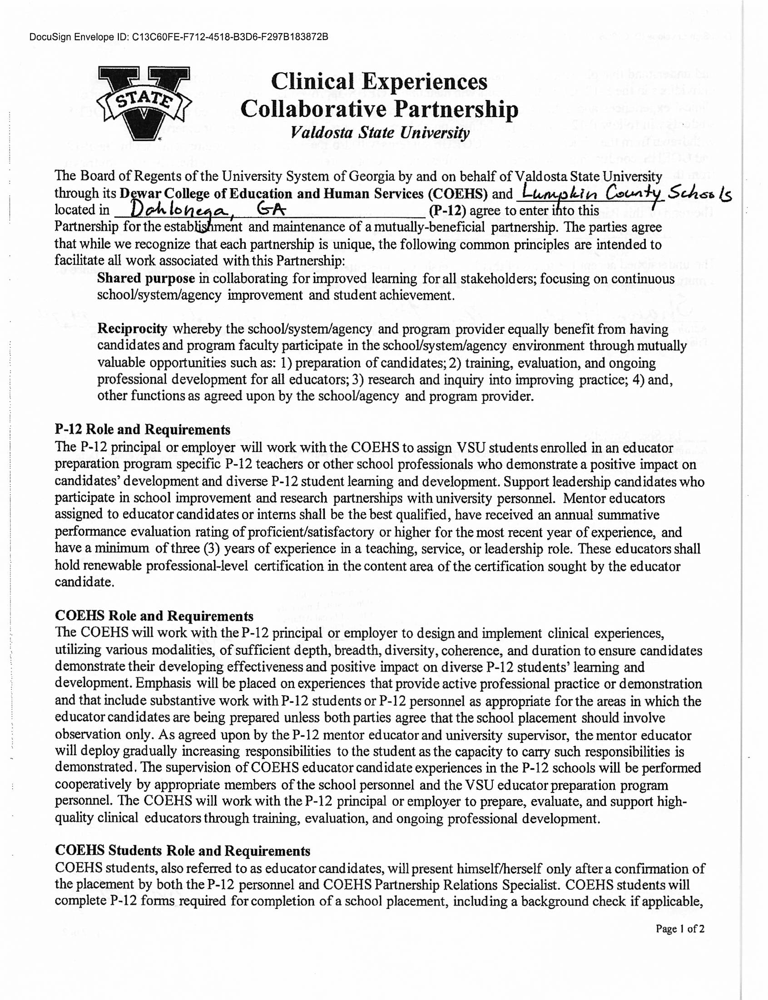 DocuSign Envelope ID: C13C60FE-F712-4518-B3D6-F297B183872B
STATE
Clinical Experiences
Collaborative Partnership
Valdosta State University
The Board of Regents of the University System of Georgia by and on behalf of Valdosta State University
through its Dewar College of Education and Human Services (COEHS) and Lumpkin County Schools
located in Dahlonega, GA (P-12) agree to enter into this
Partnership for the establishment and maintenance of a mutually-beneficial partnership. The parties agree
that while we recognize that each partnership is unique, the following common principles are intended to
facilitate all work associated with this Partnership:
Shared purpose in collaborating for improved learning for all stakeholders; focusing on continuous
school/system/agency improvement and student achievement.
Reciprocity whereby the school/system/agency and program provider equally benefit from having
candidates and program faculty participate in the school/system/agency environment through mutually
valuable opportunities such as: 1) preparation of candidates; 2) training, evaluation, and ongoing
professional development for all educators; 3) research and inquiry into improving practice; 4) and,
other functions as agreed upon by the school/agency and program provider.
P-12 Role and Requirements
The P-12 principal or employer will work with the COEHS to assign VSU students enrolled in an educator
preparation program specific P-12 teachers or other school professionals who demonstrate a positive impact on
candidates' development and diverse P-12 student learning and development. Support leadership candidates who
participate in school improvement and research partnerships with university personnel. Mentor educators
assigned to educator candidates or interns shall be the best qualified, have received an annual summative
performance evaluation rating of proficient/satisfactory or higher for the most recent year of experience, and
have a minimum of three (3) years of experience in a teaching, service, or leadership role. These educators shall
hold renewable professional-level certification in the content area of the certification sought by the educator
candidate.
COEHS Role and Requirements
The COEHS will work with the P-12 principal or employer to design and implement clinical experiences,
utilizing various modalities, of sufficient depth, breadth, diversity, coherence, and duration to ensure candidates
demonstrate their developing effectiveness and positive impact on diverse P-12 students' learning and
development. Emphasis will be placed on experiences that provide active professional practice or demonstration
and that include substantive work with P-12 students or P-12 personnel as appropriate for the areas in which the
educator candidates are being prepared unless both parties agree that the school placement should involve
observation only. As agreed upon by the P-12 mentor educator and university supervisor, the mentor educator
will deploy gradually increasing responsibilities to the student as the capacity to carry such responsibilities is
demonstrated. The supervision of COEHS educator candidate experiences in the P-12 schools will be performed
cooperatively by appropriate members of the school personnel and the VSU educator preparation program
personnel. The COEHS will work with the P-12 principal or employer to prepare, evaluate, and support high-
quality clinical educators through training, evaluation, and ongoing professional development.
COEHS Students Role and Requirements
COEHS students, also referred to as educator candidates, will present himself/herself only after a confirmation of
the placement by both the P-12 personnel and COEHS Partnership Relations Specialist. COEHS students will
complete P-12 forms required for completion of a school placement, including a background check if applicable,
Page 1 of 2